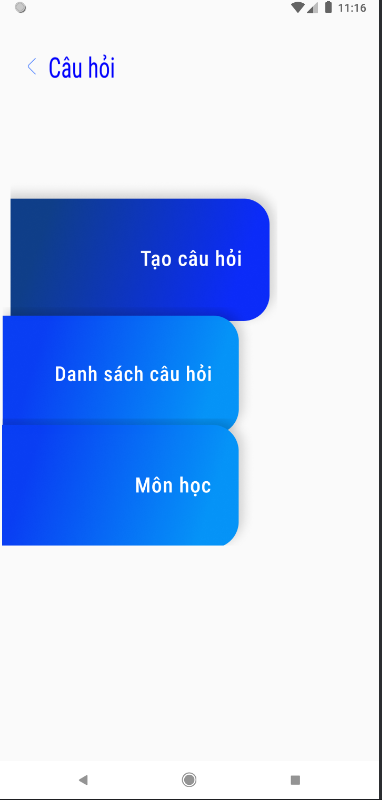 11:16
Câu hỏi
Tạo câu hỏi
Danh sách câu hỏi
Môn học